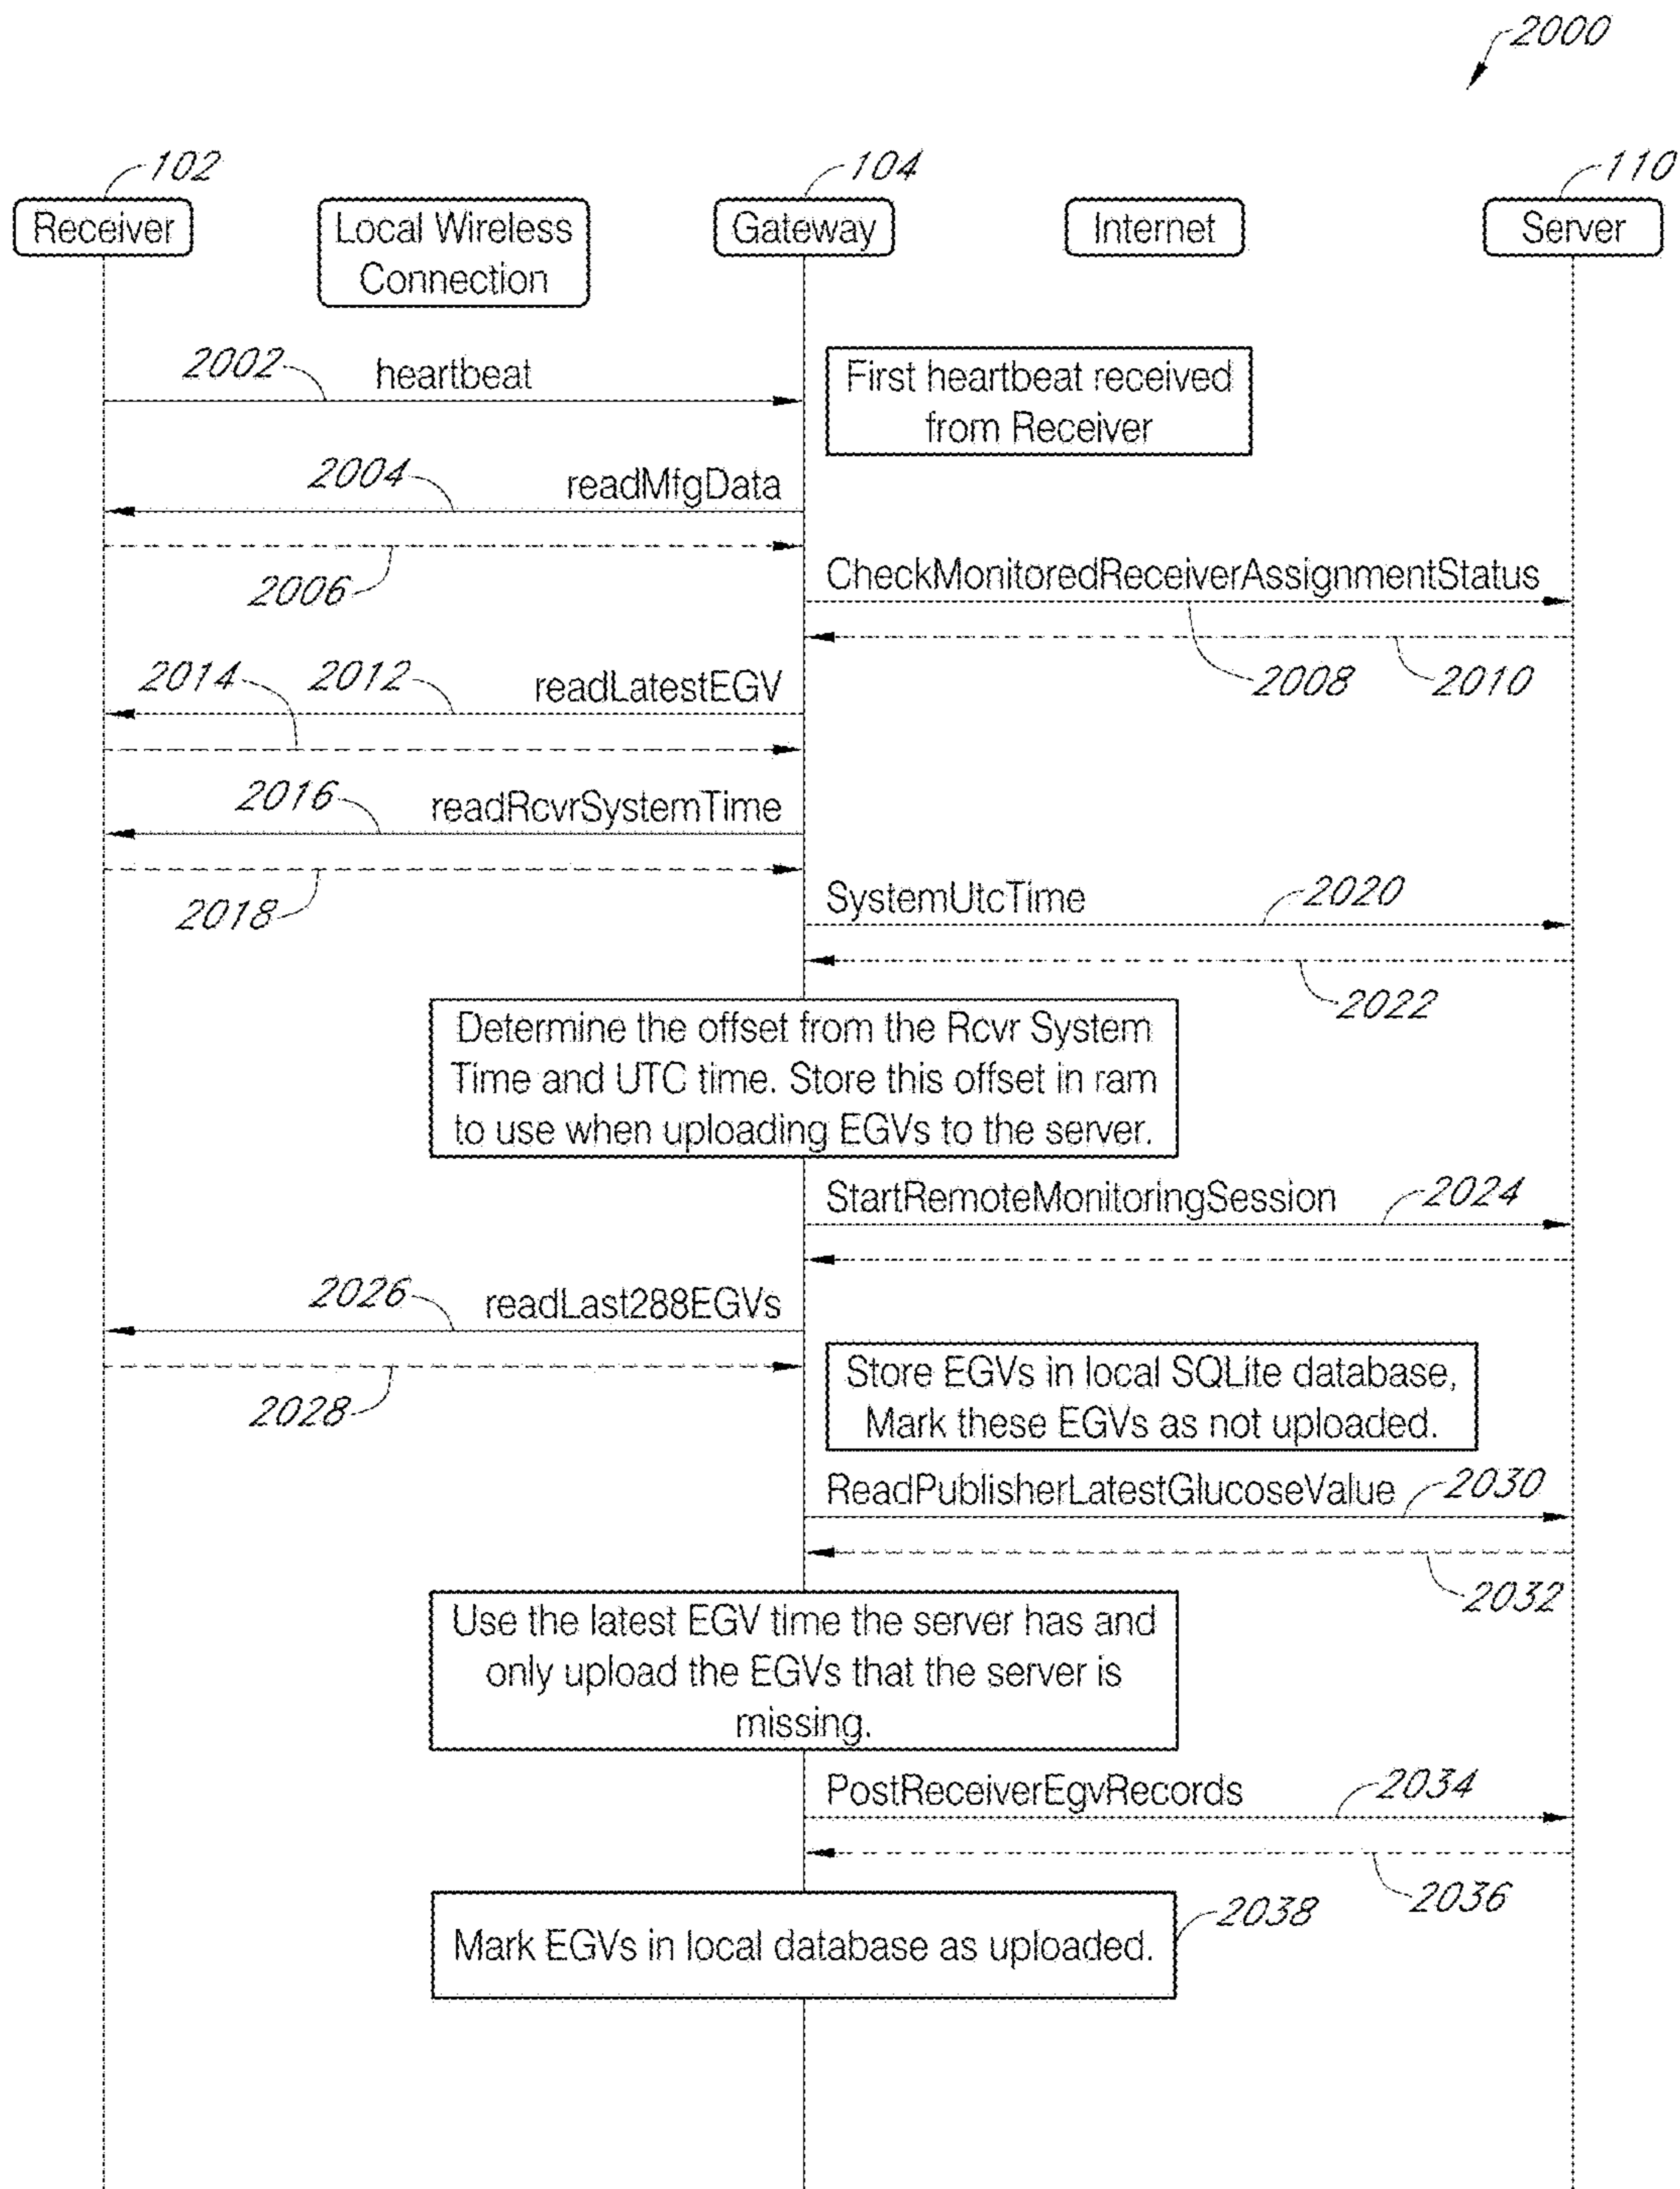 2000
102
104
110
Receiver
Local Wireless
Connection
Gateway
Internet
Server
2002
heartbeat
First heartbeat received
from Receiver
2004
readMfgData
2006
CheckMonitoredReceiverAssignmentStatus
2008
2010
2014
2012
readLatestEGV
2016
readRcvrSystemTime
2018
SystemUtcTime
2020
2022
Determine the offset from the Rcvr System
Time and UTC time. Store this offset in ram
to use when uploading EGVs to the server.
StartRemoteMonitoringSession
2024
2026
readLast288EGVs
2028
Store EGVs in local SQLite database,
Mark these EGVs as not uploaded.
ReadPublisherLatestGlucoseValue
2030
2032
Use the latest EGV time the server has and
only upload the EGVs that the server is
missing.
PostReceiverEgvRecords
2034
2036
2038
Mark EGVs in local database as uploaded.